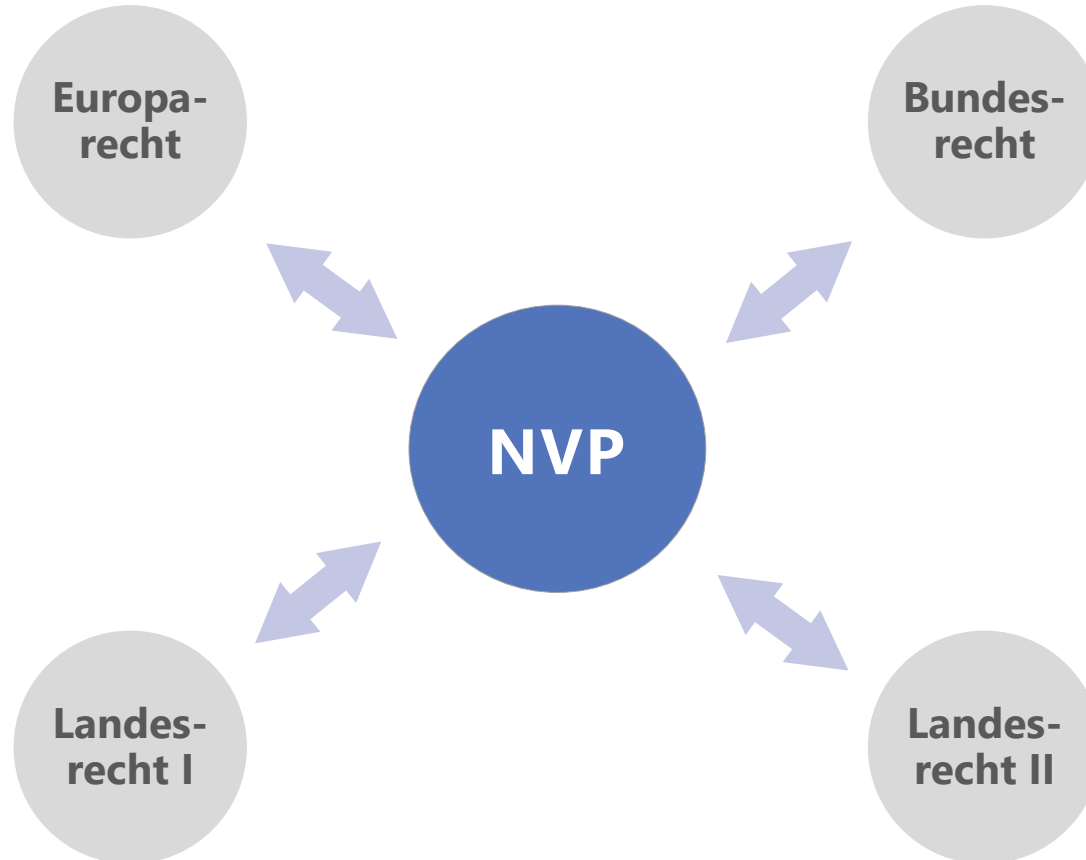 Europa-
recht
Bundes-
recht
NVP
Landes-
recht I
Landes-
recht II